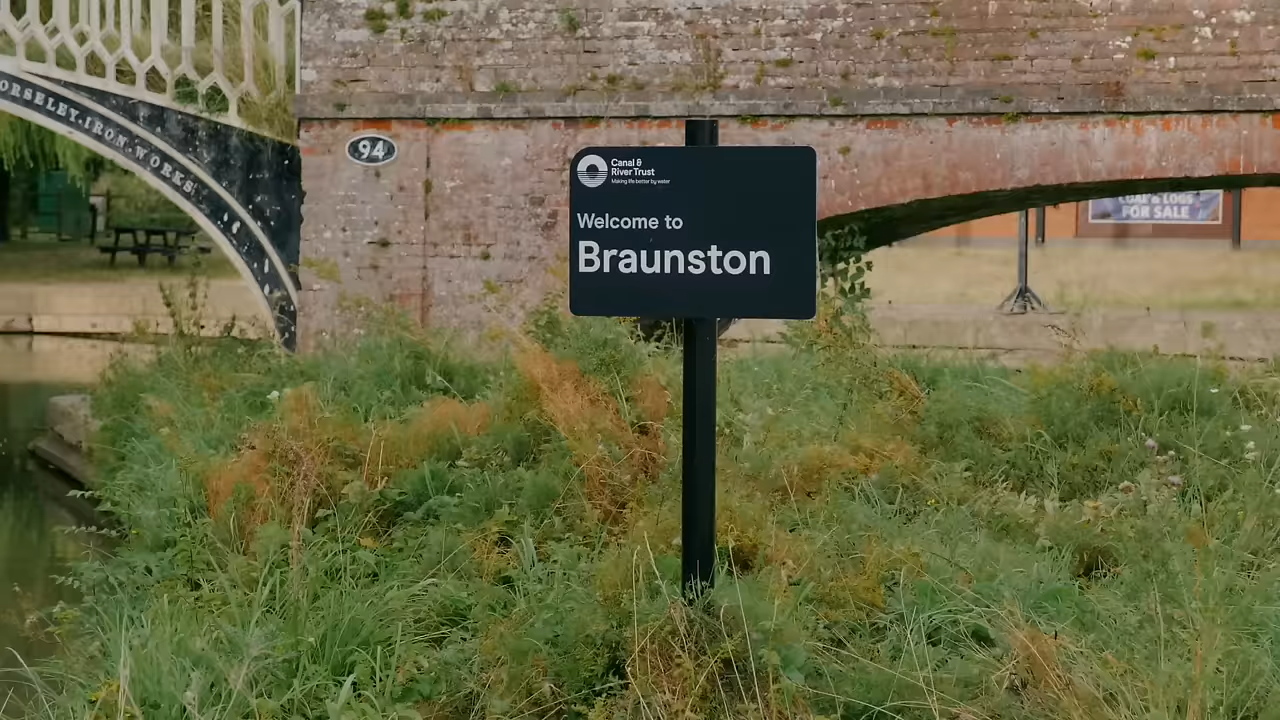 ORSELEY.IRON.WORKS.
94
Canal &
River Trust
Making life better by water
Welcome to
Braunston
COAL & LOGS
FOR SALE